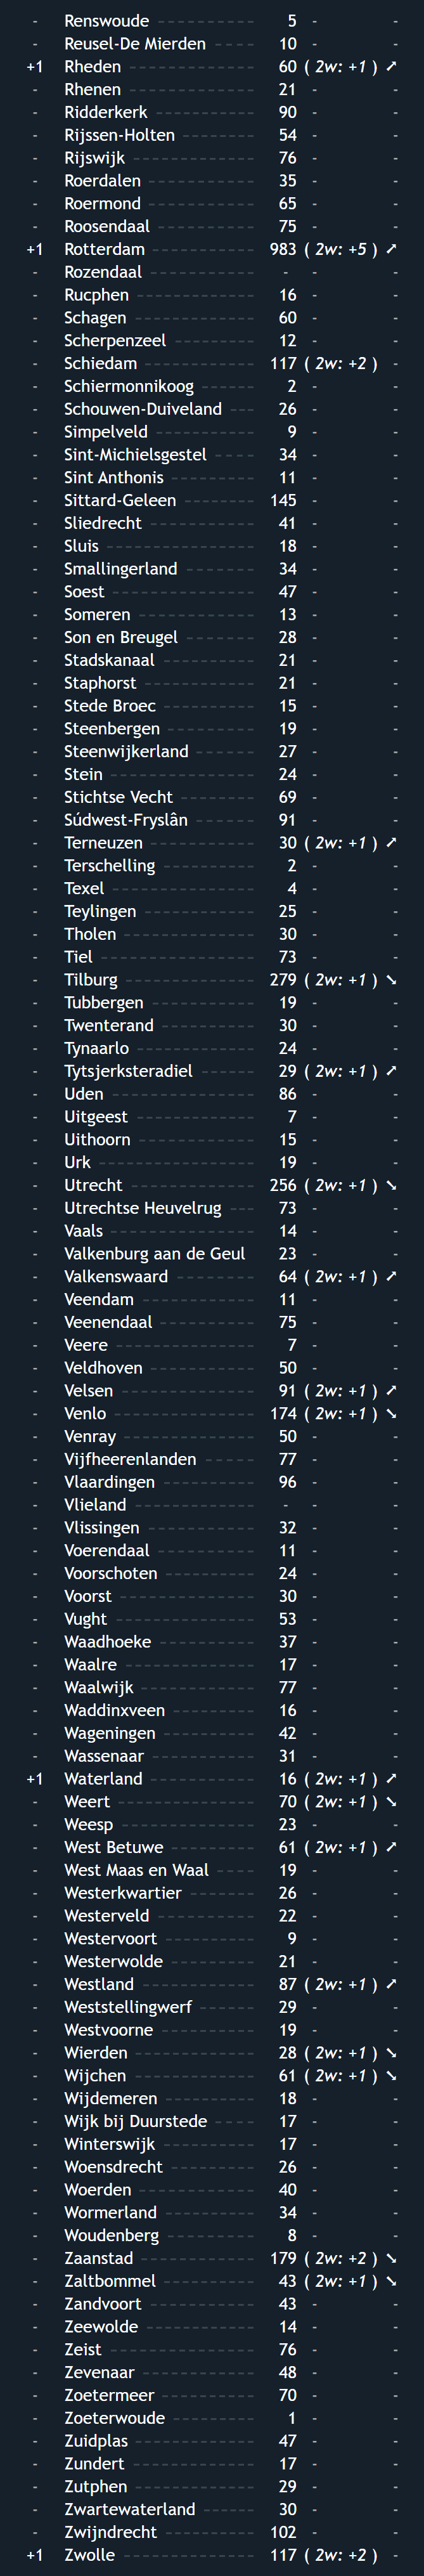 - Renswoude ------------ 5 - -
- Reusel-De Mierden ----- 10 - -
+1 Rheden --------------- 60 ( 2w: +1 ) ➚
- Rhenen --------------- 21 - -
- Ridderkerk ------------ 90 - -
- Rijssen-Holten --------- 54 - -
- Rijswijk --------------- 76 - -
- Roerdalen ------------- 35 - -
- Roermond ------------- 65 - -
- Roosendaal ------------ 75 - -
+1 Rotterdam ------------- 983 ( 2w: +5 ) ➚
- Rozendaal ------------- - - -
- Rucphen -------------- 16 - -
- Schagen --------------- 60 - -
- Scherpenzeel ---------- 12 - -
- Schiedam ------------- 117 ( 2w: +2 ) -
- Schiermonnikoog ------- 2 - -
- Schouwen-Duiveland --- 26 - -
- Simpelveld ------------ 9 - -
- Sint-Michielsgestel ----- 34 - -
- Sint Anthonis ---------- 11 - -
- Sittard-Geleen --------- 145 - -
- Sliedrecht ------------- 41 - -
- Sluis ----------------- 18 - -
- Smallingerland -------- 34 - -
- Soest ----------------- 47 - -
- Someren -------------- 13 - -
- Son en Breugel -------- 28 - -
- Stadskanaal ----------- 21 - -
- Staphorst ------------- 21 - -
- Stede Broec ----------- 15 - -
- Steenbergen ---------- 19 - -
- Steenwijkerland ------- 27 - -
- Stein ----------------- 24 - -
- Stichtse Vecht --------- 69 - -
- Súdwest-Fryslân ------- 91 - -
- Terneuzen ------------ 30 ( 2w: +1 ) ➚
- Terschelling ----------- 2 - -
- Texel ----------------- 4 - -
- Teylingen ------------- 25 - -
- Tholen ---------------- 30 - -
- Tiel ------------------- 73 - -
- Tilburg ---------------- 279 ( 2w: +1 ) ➘
- Tubbergen ------------ 19 - -
- Twenterand ----------- 30 - -
- Tynaarlo -------------- 24 - -
- Tytsjerksteradiel ------- 29 ( 2w: +1 ) ➚
- Uden ----------------- 86 - -
- Uitgeest -------------- 7 - -
- Uithoorn -------------- 15 - -
- Urk ------------------- 19 - -
- Utrecht --------------- 256 ( 2w: +1 ) ➘
- Utrechtse Heuvelrug --- 73 - -
- Vaals ----------------- 14 - -
- Valkenburg aan de Geul 23 - -
- Valkenswaard --------- 64 ( 2w: +1 ) ➚
- Veendam ------------- 11 - -
- Veenendaal ----------- 75 - -
- Veere ---------------- 7 - -
- Veldhoven ------------ 50 - -
- Velsen ---------------- 91 ( 2w: +1 ) ➚
- Venlo ----------------- 174 ( 2w: +1 ) ➘
- Venray ---------------- 50 - -
- Vijfheerenlanden ------ 77 - -
- Vlaardingen ----------- 96 - -
- Vlieland -------------- - - -
- Vlissingen ------------- 32 - -
- Voerendaal ------------ 11 - -
- Voorschoten ----------- 24 - -
- Voorst ---------------- 30 - -
- Vught ---------------- 53 - -
- Waadhoeke ----------- 37 - -
- Waalre ---------------- 17 - -
- Waalwijk -------------- 77 - -
- Waddinxveen --------- 16 - -
- Wageningen ----------- 42 - -
- Wassenaar ------------ 31 - -
+1 Waterland ------------- 16 ( 2w: +1 ) ➚
- Weert ---------------- 70 ( 2w: +1 ) ➘
- Weesp ---------------- 23 - -
- West Betuwe ---------- 61 ( 2w: +1 ) ➚
- West Maas en Waal ---- 19 - -
- Westerkwartier -------- 26 - -
- Westerveld ------------ 22 - -
- Westervoort ----------- 9 - -
- Westerwolde ---------- 21 - -
- Westland -------------- 87 ( 2w: +1 ) ➚
- Weststellingwerf ------ 29 - -
- Westvoorne ----------- 19 - -
- Wierden -------------- 28 ( 2w: +1 ) ➘
- Wijchen --------------- 61 ( 2w: +1 ) ➘
- Wijdemeren ----------- 18 - -
- Wijk bij Duurstede ----- 17 - -
- Winterswijk ----------- 17 - -
- Woensdrecht ---------- 26 - -
- Woerden -------------- 40 - -
- Wormerland ---------- 34 - -
- Woudenberg ---------- 8 - -
- Zaanstad ------------- 179 ( 2w: +2 ) ➘
- Zaltbommel ---------- 43 ( 2w: +1 ) ➘
- Zandvoort ------------ 43 - -
- Zeewolde ------------- 14 - -
- Zeist ----------------- 76 - -
- Zevenaar ------------- 48 - -
- Zoetermeer ----------- 70 - -
- Zoeterwoude ---------- 1 - -
- Zuidplas -------------- 47 - -
- Zundert -------------- 17 - -
- Zutphen -------------- 29 - -
- Zwartewaterland ------ 30 - -
- Zwijndrecht ----------- 102 - -
+1 Zwolle ---------------- 117 ( 2w: +2 ) -